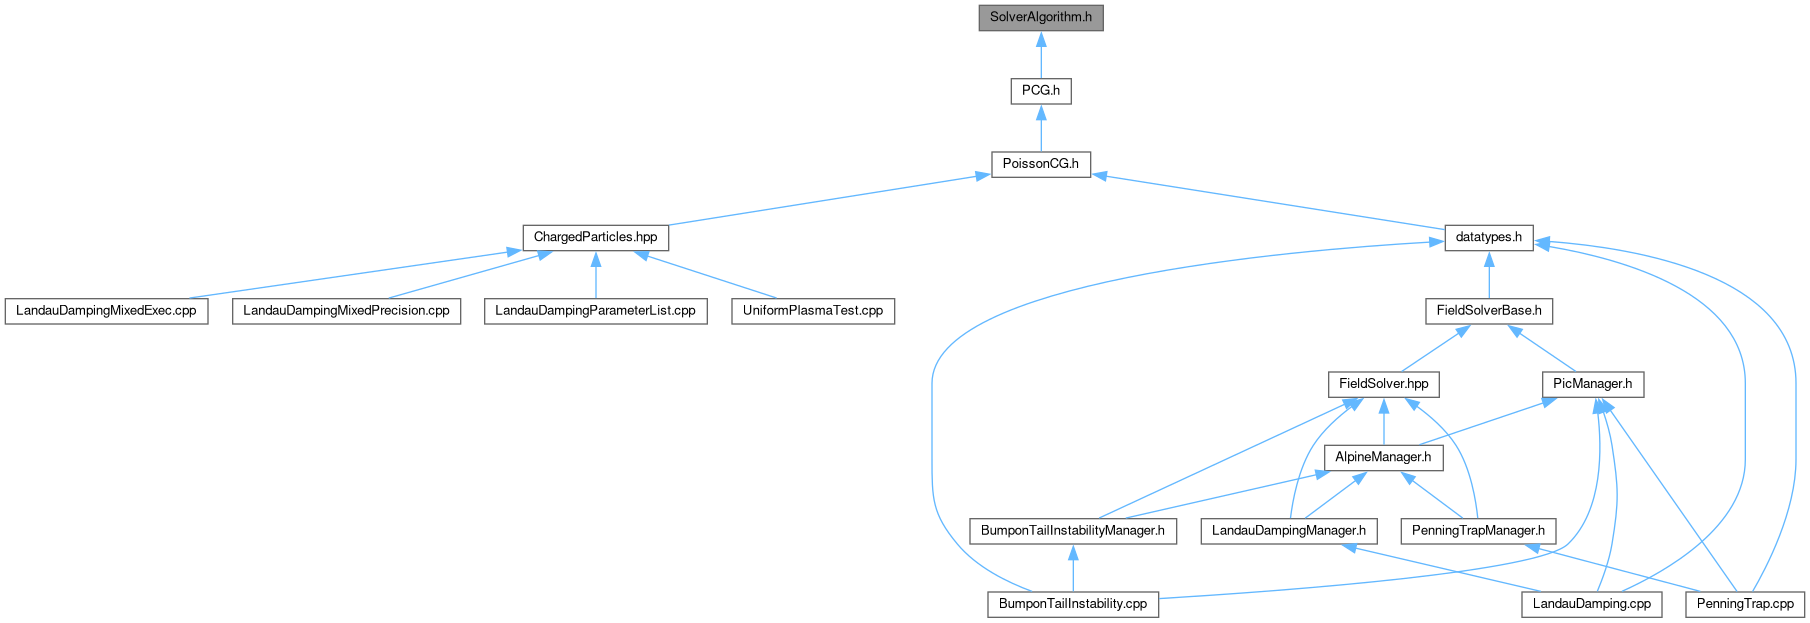 SolverAlgorithm.h
PCG.h
PoissonCG.h
ChargedParticles.hpp
datatypes.h
LandauDampingMixedExec.cpp
LandauDampingMixedPrecision.cpp
LandauDampingParameterList.cpp
UniformPlasmaTest.cpp
FieldSolverBase.h
FieldSolver.hpp
PicManager.h
AlpineManager.h
BumponTailInstabilityManager.h
LandauDampingManager.h
PenningTrapManager.h
BumponTailInstability.cpp
LandauDamping.cpp
PenningTrap.cpp